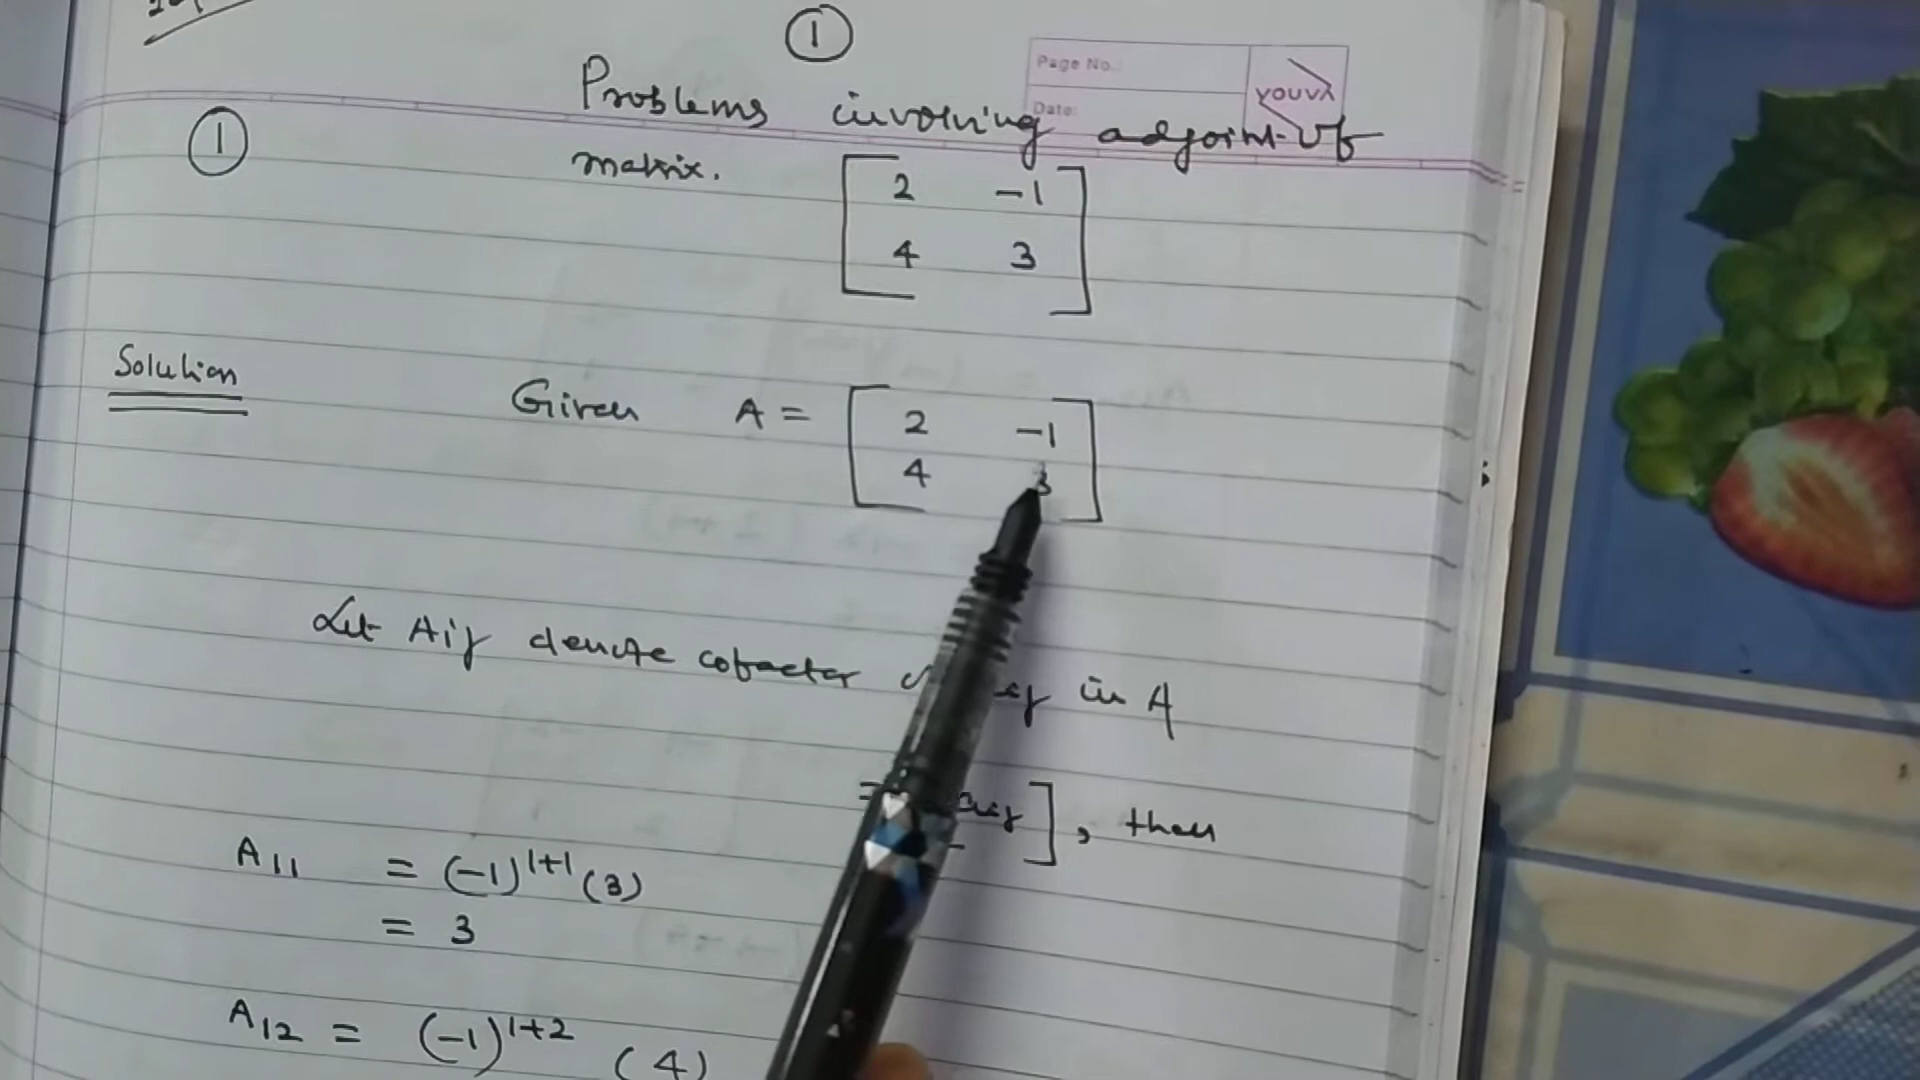 ①
Page No.:
YOUVA
Date:
① Problems involving adjoint of
matrix. [ 2 -1
4 3 ]
Solution
Given A = [ 2 -1
4 3 ]
Let Aij denote cofactor in A
aij ], then
A11 = (-1)^1+1 (3)
= 3
A12 = (-1)^1+2 (4)